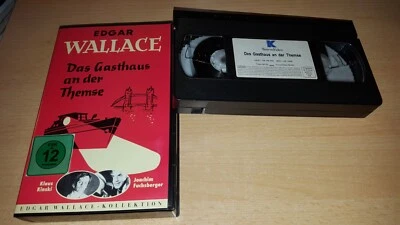 EDGAR
WALLACE
Das Gasthaus
an der
Themse
12
Klaus
Kinski
Joachim
Fuchsberger
EDGAR WALLACE-KOLLEKTION
K
Das Gasthaus an der Themse